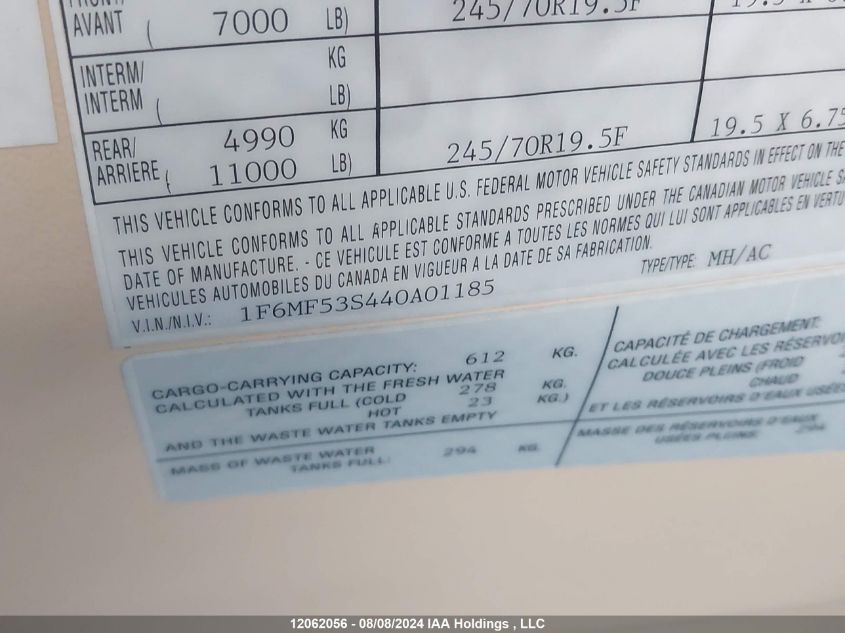 AVANT ( 7000 LB) 245/70R19.5F
INTERM/ KG
INTERM ( LB)
REAR/ 4990 KG 245/70R19.5F 19.5 X 6.75
ARRIERE ( 11000 LB)
THIS VEHICLE CONFORMS TO ALL APPLICABLE U.S. FEDERAL MOTOR VEHICLE SAFETY STANDARDS IN EFFECT ON THE
THIS VEHICLE CONFORMS TO ALL APPLICABLE STANDARDS PRESCRIBED UNDER THE CANADIAN MOTOR VEHICLE
DATE OF MANUFACTURE. - CE VEHICULE EST CONFORME A TOUTES LES NORMES QUI LUI SONT APPLICABLES EN VERTU
VEHICULES AUTOMOBILES DU CANADA EN VIGUEUR A LA DATE DE SA FABRICATION.
V.I.N./N.I.V.: 1F6MF53S440A01185 TYPE/TYPE: MH/AC
CARGO-CARRYING CAPACITY: 612 KG.
CALCULATED WITH THE FRESH WATER
TANKS FULL (COLD 278 KG.
HOT 23 KG.)
AND THE WASTE WATER TANKS EMPTY
MASS OF WASTE WATER 294 KG
TANKS FULL:
CAPACITÉ DE CHARGEMENT:
CALCULÉE AVEC LES
DOUCE PLEINS (FROID
CHAUD
ET LES RÉSERVOIRS D'EAUX USÉES
MASSE DES RÉSERVOIRS D'EAUX
USÉES PLEINS: 294
12062056 - 08/08/2024 IAA Holdings , LLC